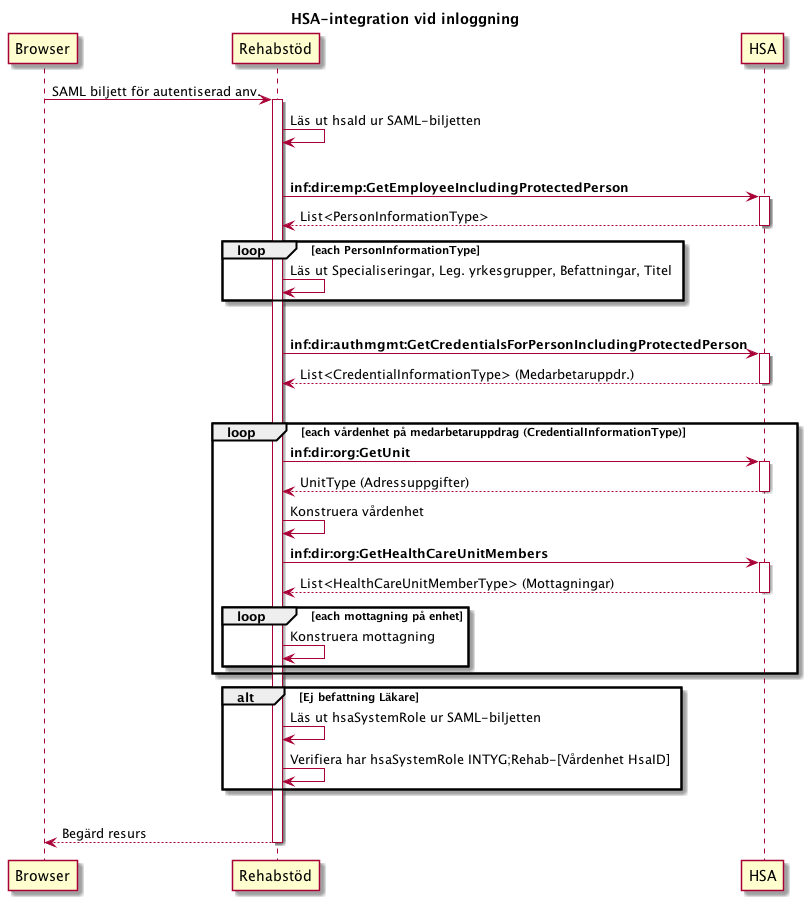 HSA-integration vid inloggning
Browser
Rehabstöd
HSA
SAML biljett för autentiserad anv.
Läs ut hsaId ur SAML-biljetten
inf:dir:emp:GetEmployeeIncludingProtectedPerson
List<PersonInformationType>
loop
[each PersonInformationType]
Läs ut Specialiseringar, Leg. yrkesgrupper, Befattningar, Titel
inf:dir:authmgmt:GetCredentialsForPersonIncludingProtectedPerson
List<CredentialInformationType> (Medarbetaruppdr.)
loop
[each vårdenhet på medarbetaruppdrag (CredentialInformationType)]
inf:dir:org:GetUnit
UnitType (Adressuppgifter)
Konstruera vårdenhet
inf:dir:org:GetHealthCareUnitMembers
List<HealthCareUnitMemberType> (Mottagningar)
loop
[each mottagning på enhet]
Konstruera mottagning
alt
[Ej befattning Läkare]
Läs ut hsaSystemRole ur SAML-biljetten
Verifiera har hsaSystemRole INTYG;Rehab-[Vårdenhet HsaID]
Begärd resurs
Browser
Rehabstöd
HSA